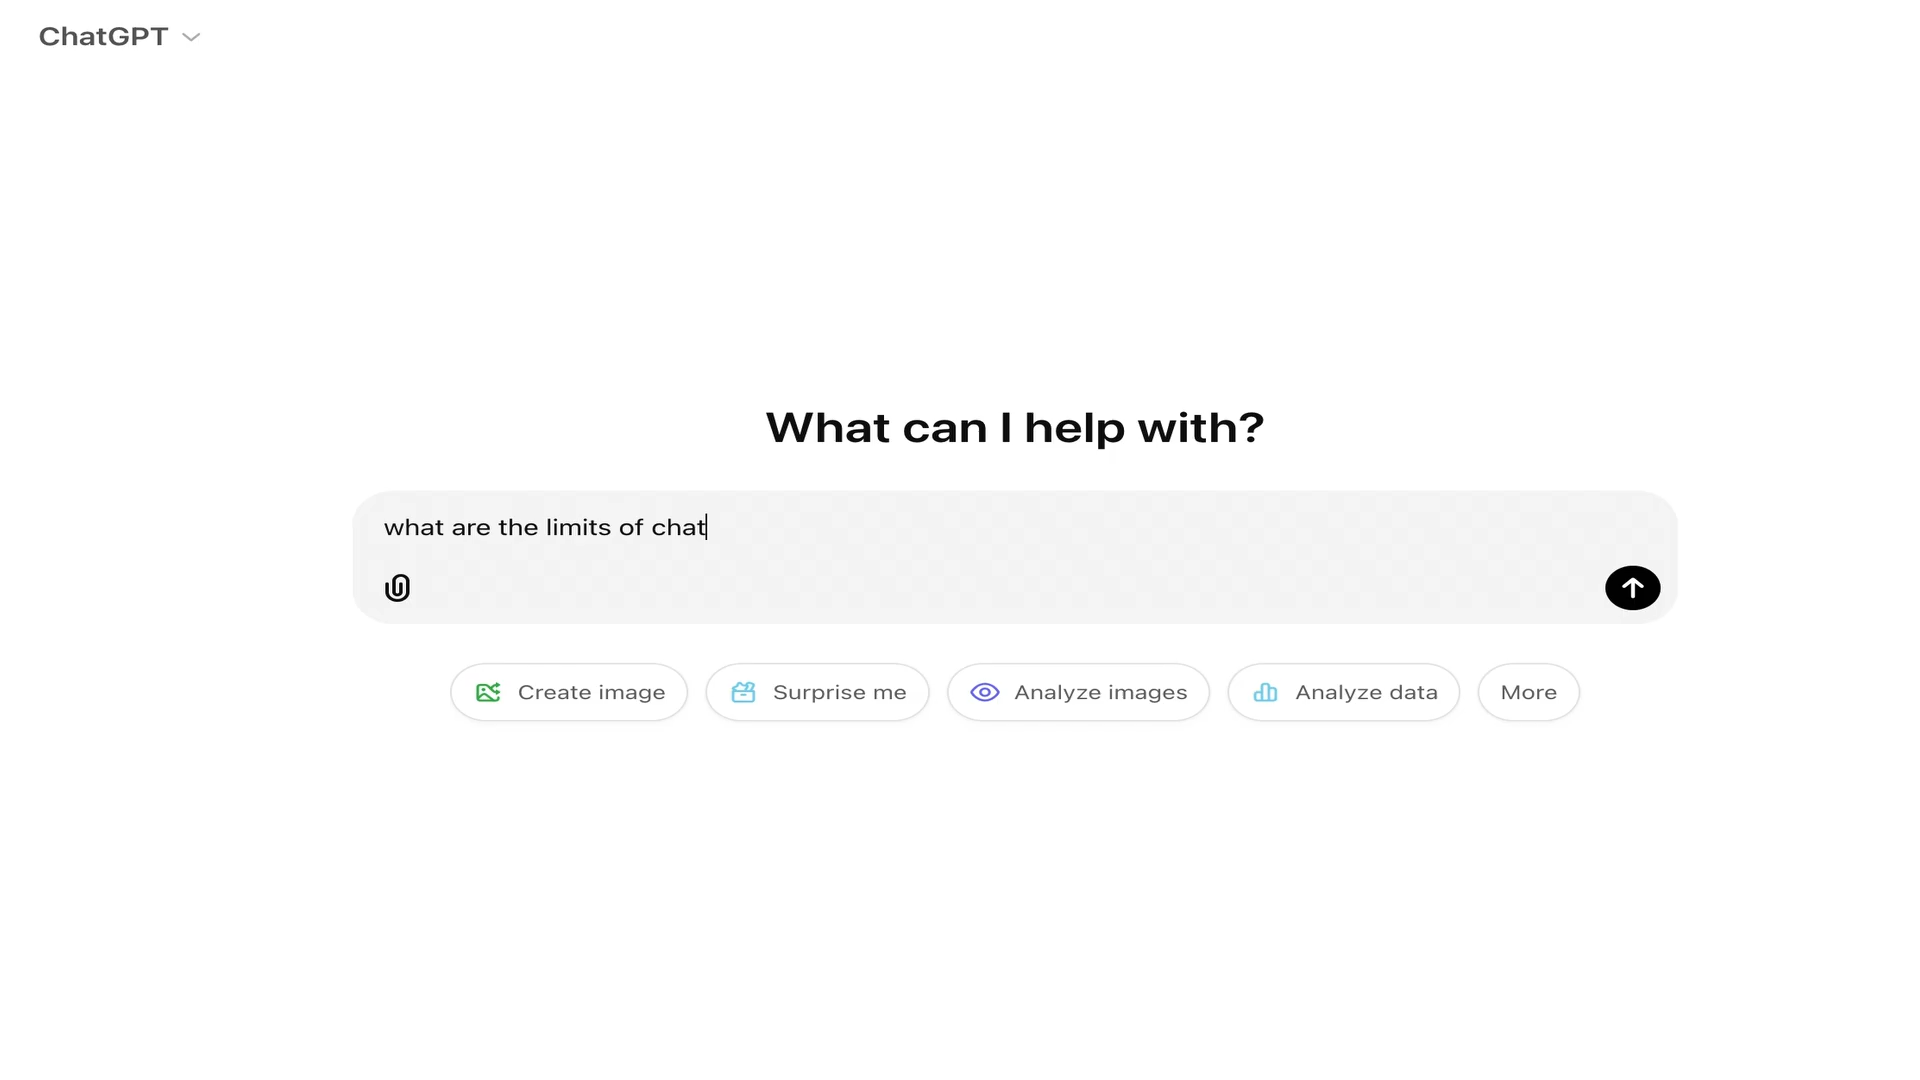 ChatGPT
What can I help with?
what are the limits of chat
Create image
Surprise me
Analyze images
Analyze data
More